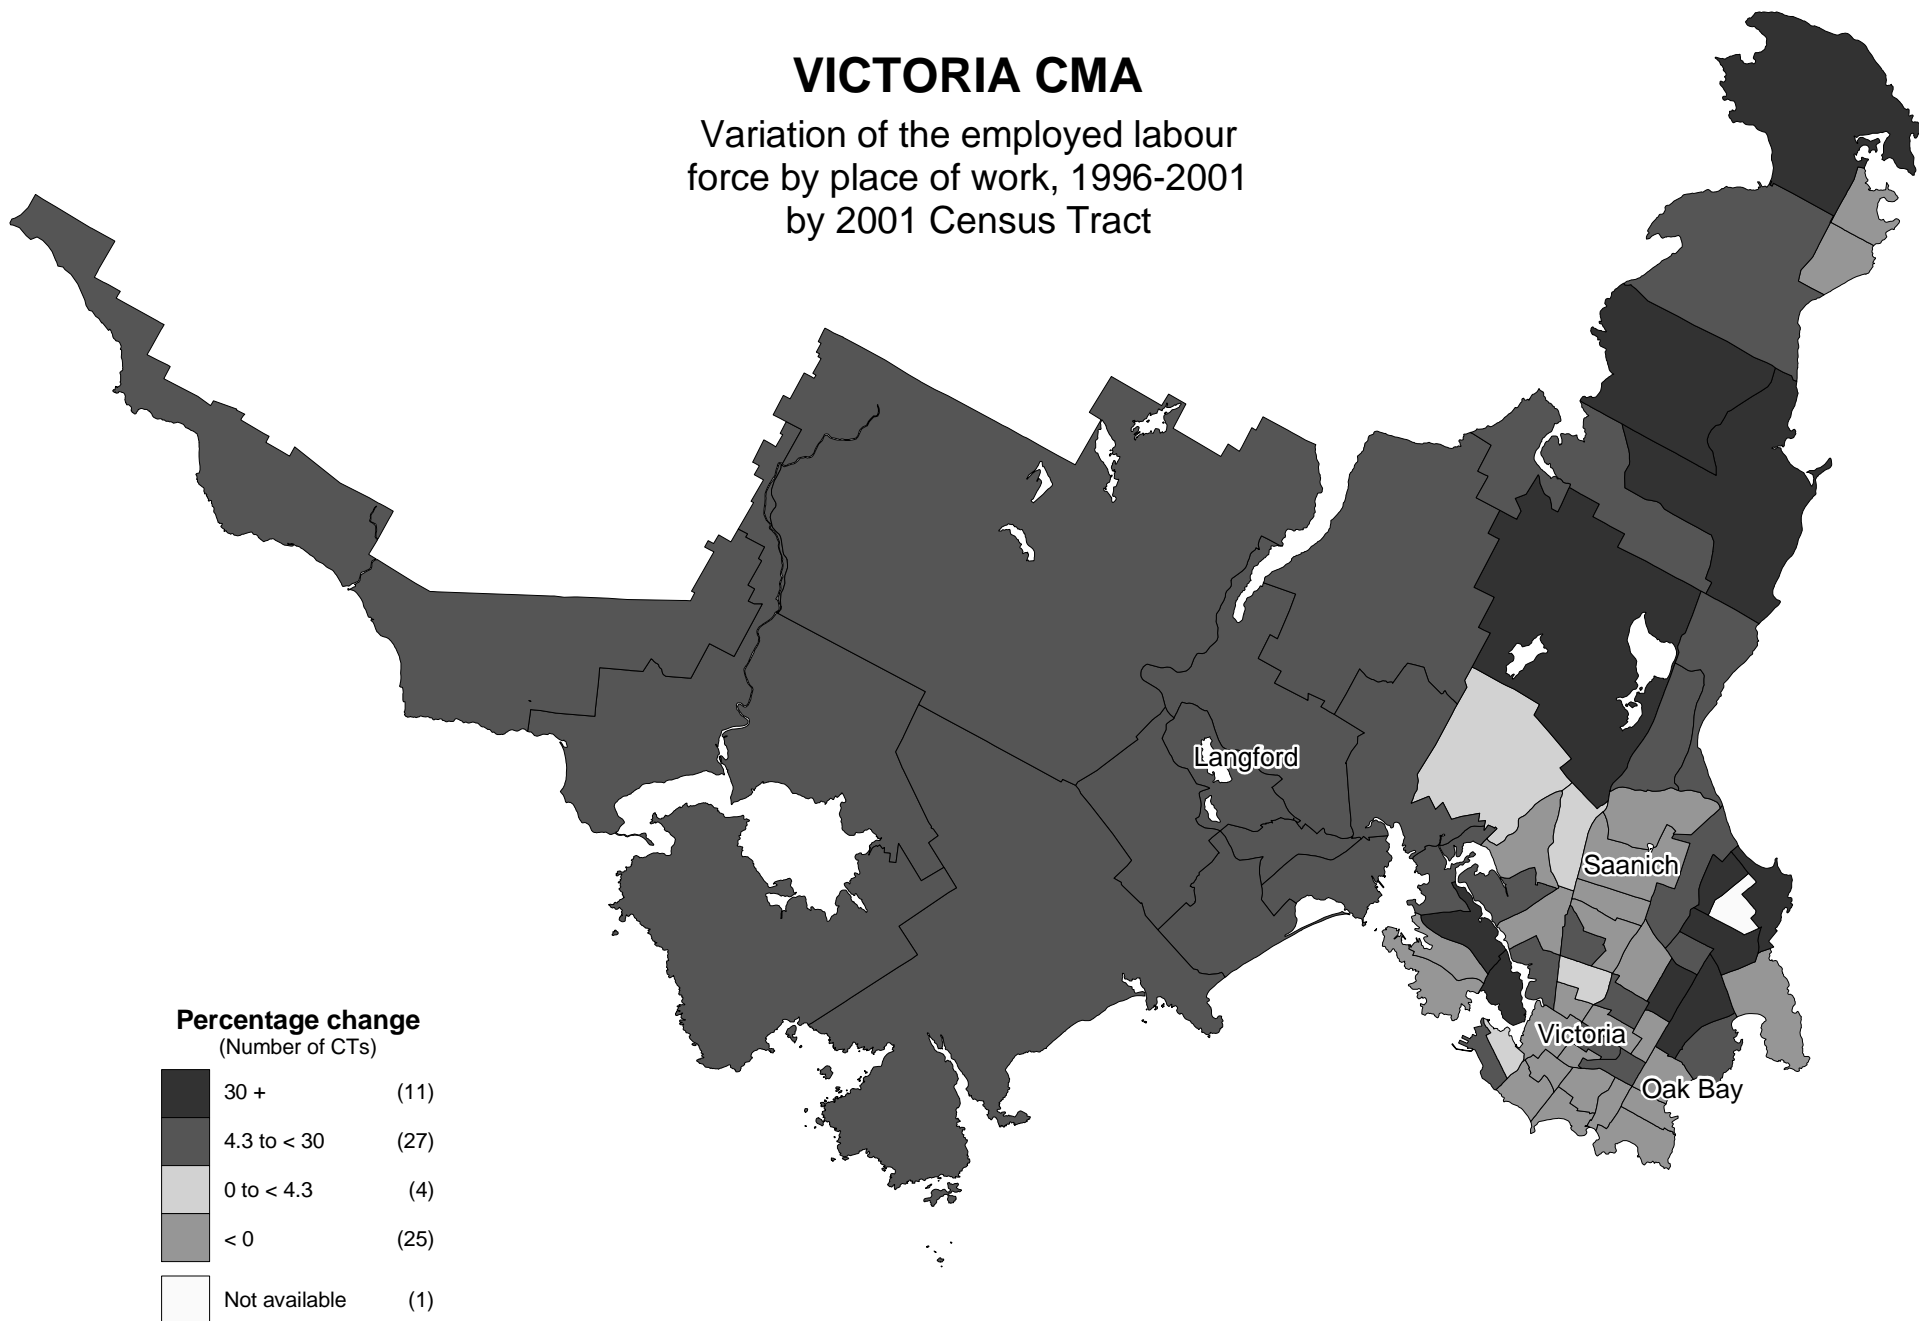 VICTORIA CMA
Variation of the employed labour
force by place of work, 1996-2001
by 2001 Census Tract
Langford
Saanich
Victoria
Oak Bay
Percentage change
(Number of CTs)
30 + (11)
4.3 to < 30 (27)
0 to < 4.3 (4)
< 0 (25)
Not available (1)